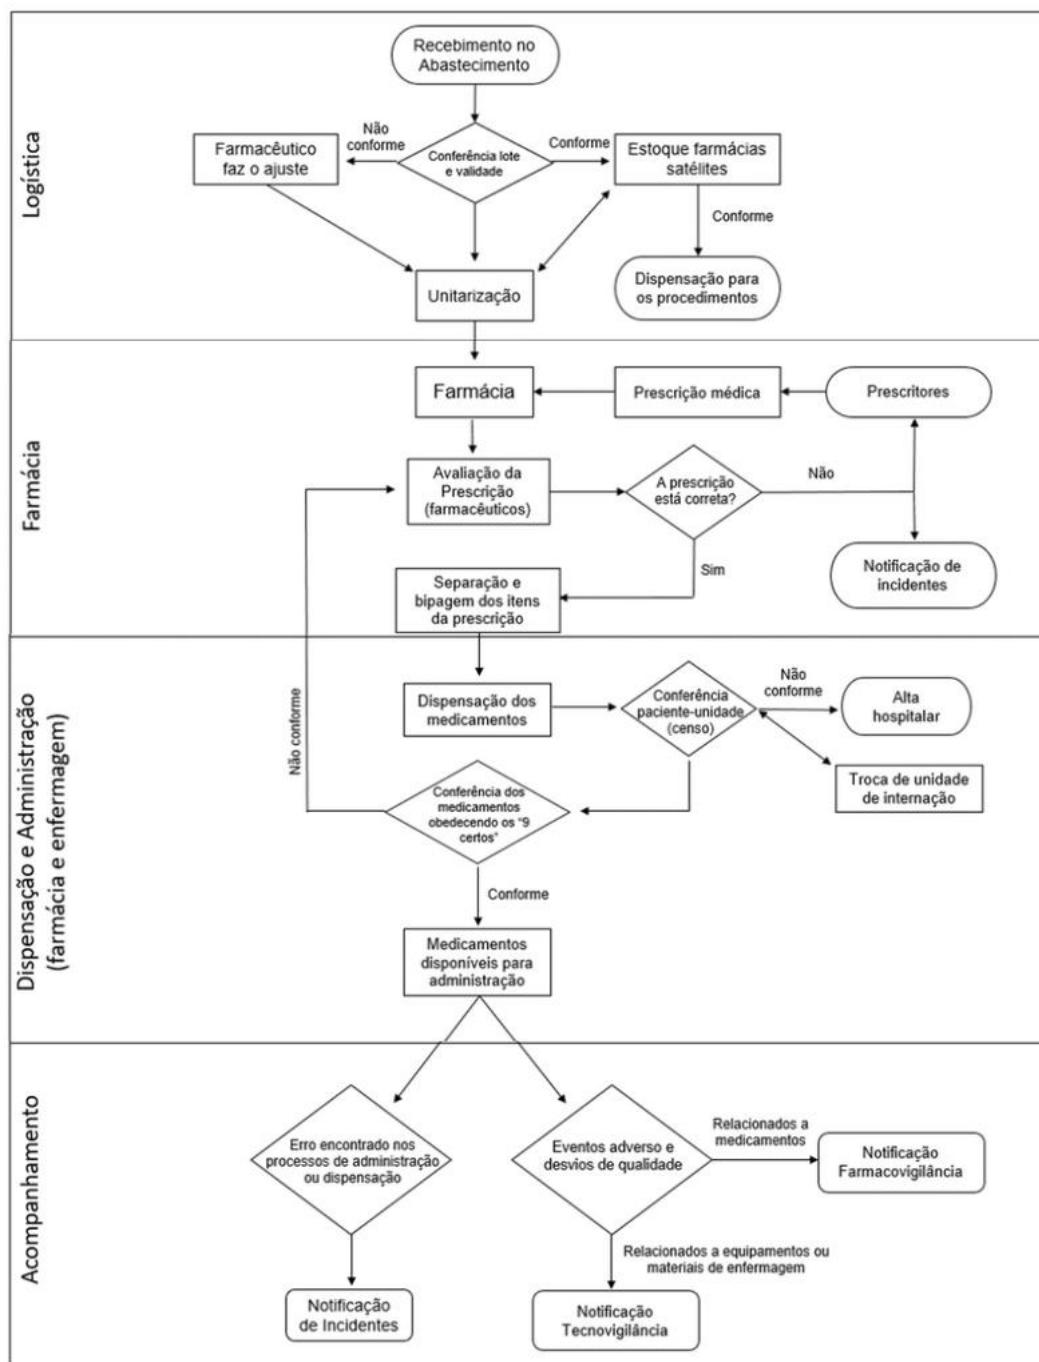 Logística
Recebimento no
Abastecimento
Não
conforme
Conforme
Farmacêutico
faz o ajuste
Conferência lote
e validade
Estoque farmácias
satélites
Conforme
Unitarização
Dispensação para
os procedimentos
Farmácia
Farmácia
Prescrição médica
Prescritores
Avaliação da
Prescrição
(farmacêuticos)
A prescrição
está correta?
Não
Sim
Notificação de
incidentes
Separação e
bipagem dos itens
da prescrição
Dispensação e Administração
(farmácia e enfermagem)
Não conforme
Dispensação dos
medicamentos
Conferência
paciente-unidade
(censo)
Não
conforme
Alta
hospitalar
Troca de unidade
de internação
Conferência dos
medicamentos
obedecendo os “9
certos”
Conforme
Medicamentos
disponíveis para
administração
Acompanhamento
Erro encontrado nos
processos de administração
ou dispensação
Eventos adverso e
desvios de qualidade
Relacionados a
medicamentos
Notificação
Farmacovigilância
Relacionados a equipamentos ou
materiais de enfermagem
Notificação
de Incidentes
Notificação
Tecnovigilância